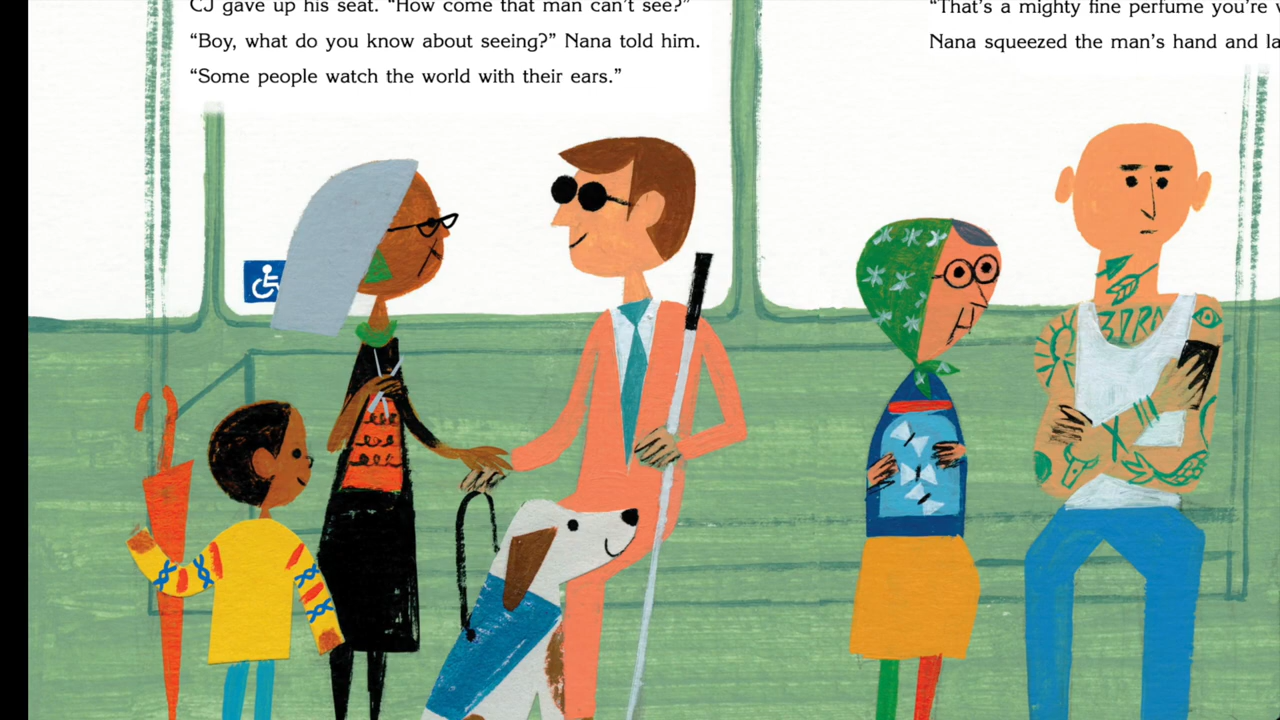 CJ gave up his seat. “How come that man can’t see?”
“Boy, what do you know about seeing?” Nana told him.
“Some people watch the world with their ears.”
“That’s a mighty fine perfume you’re
Nana squeezed the man’s hand and